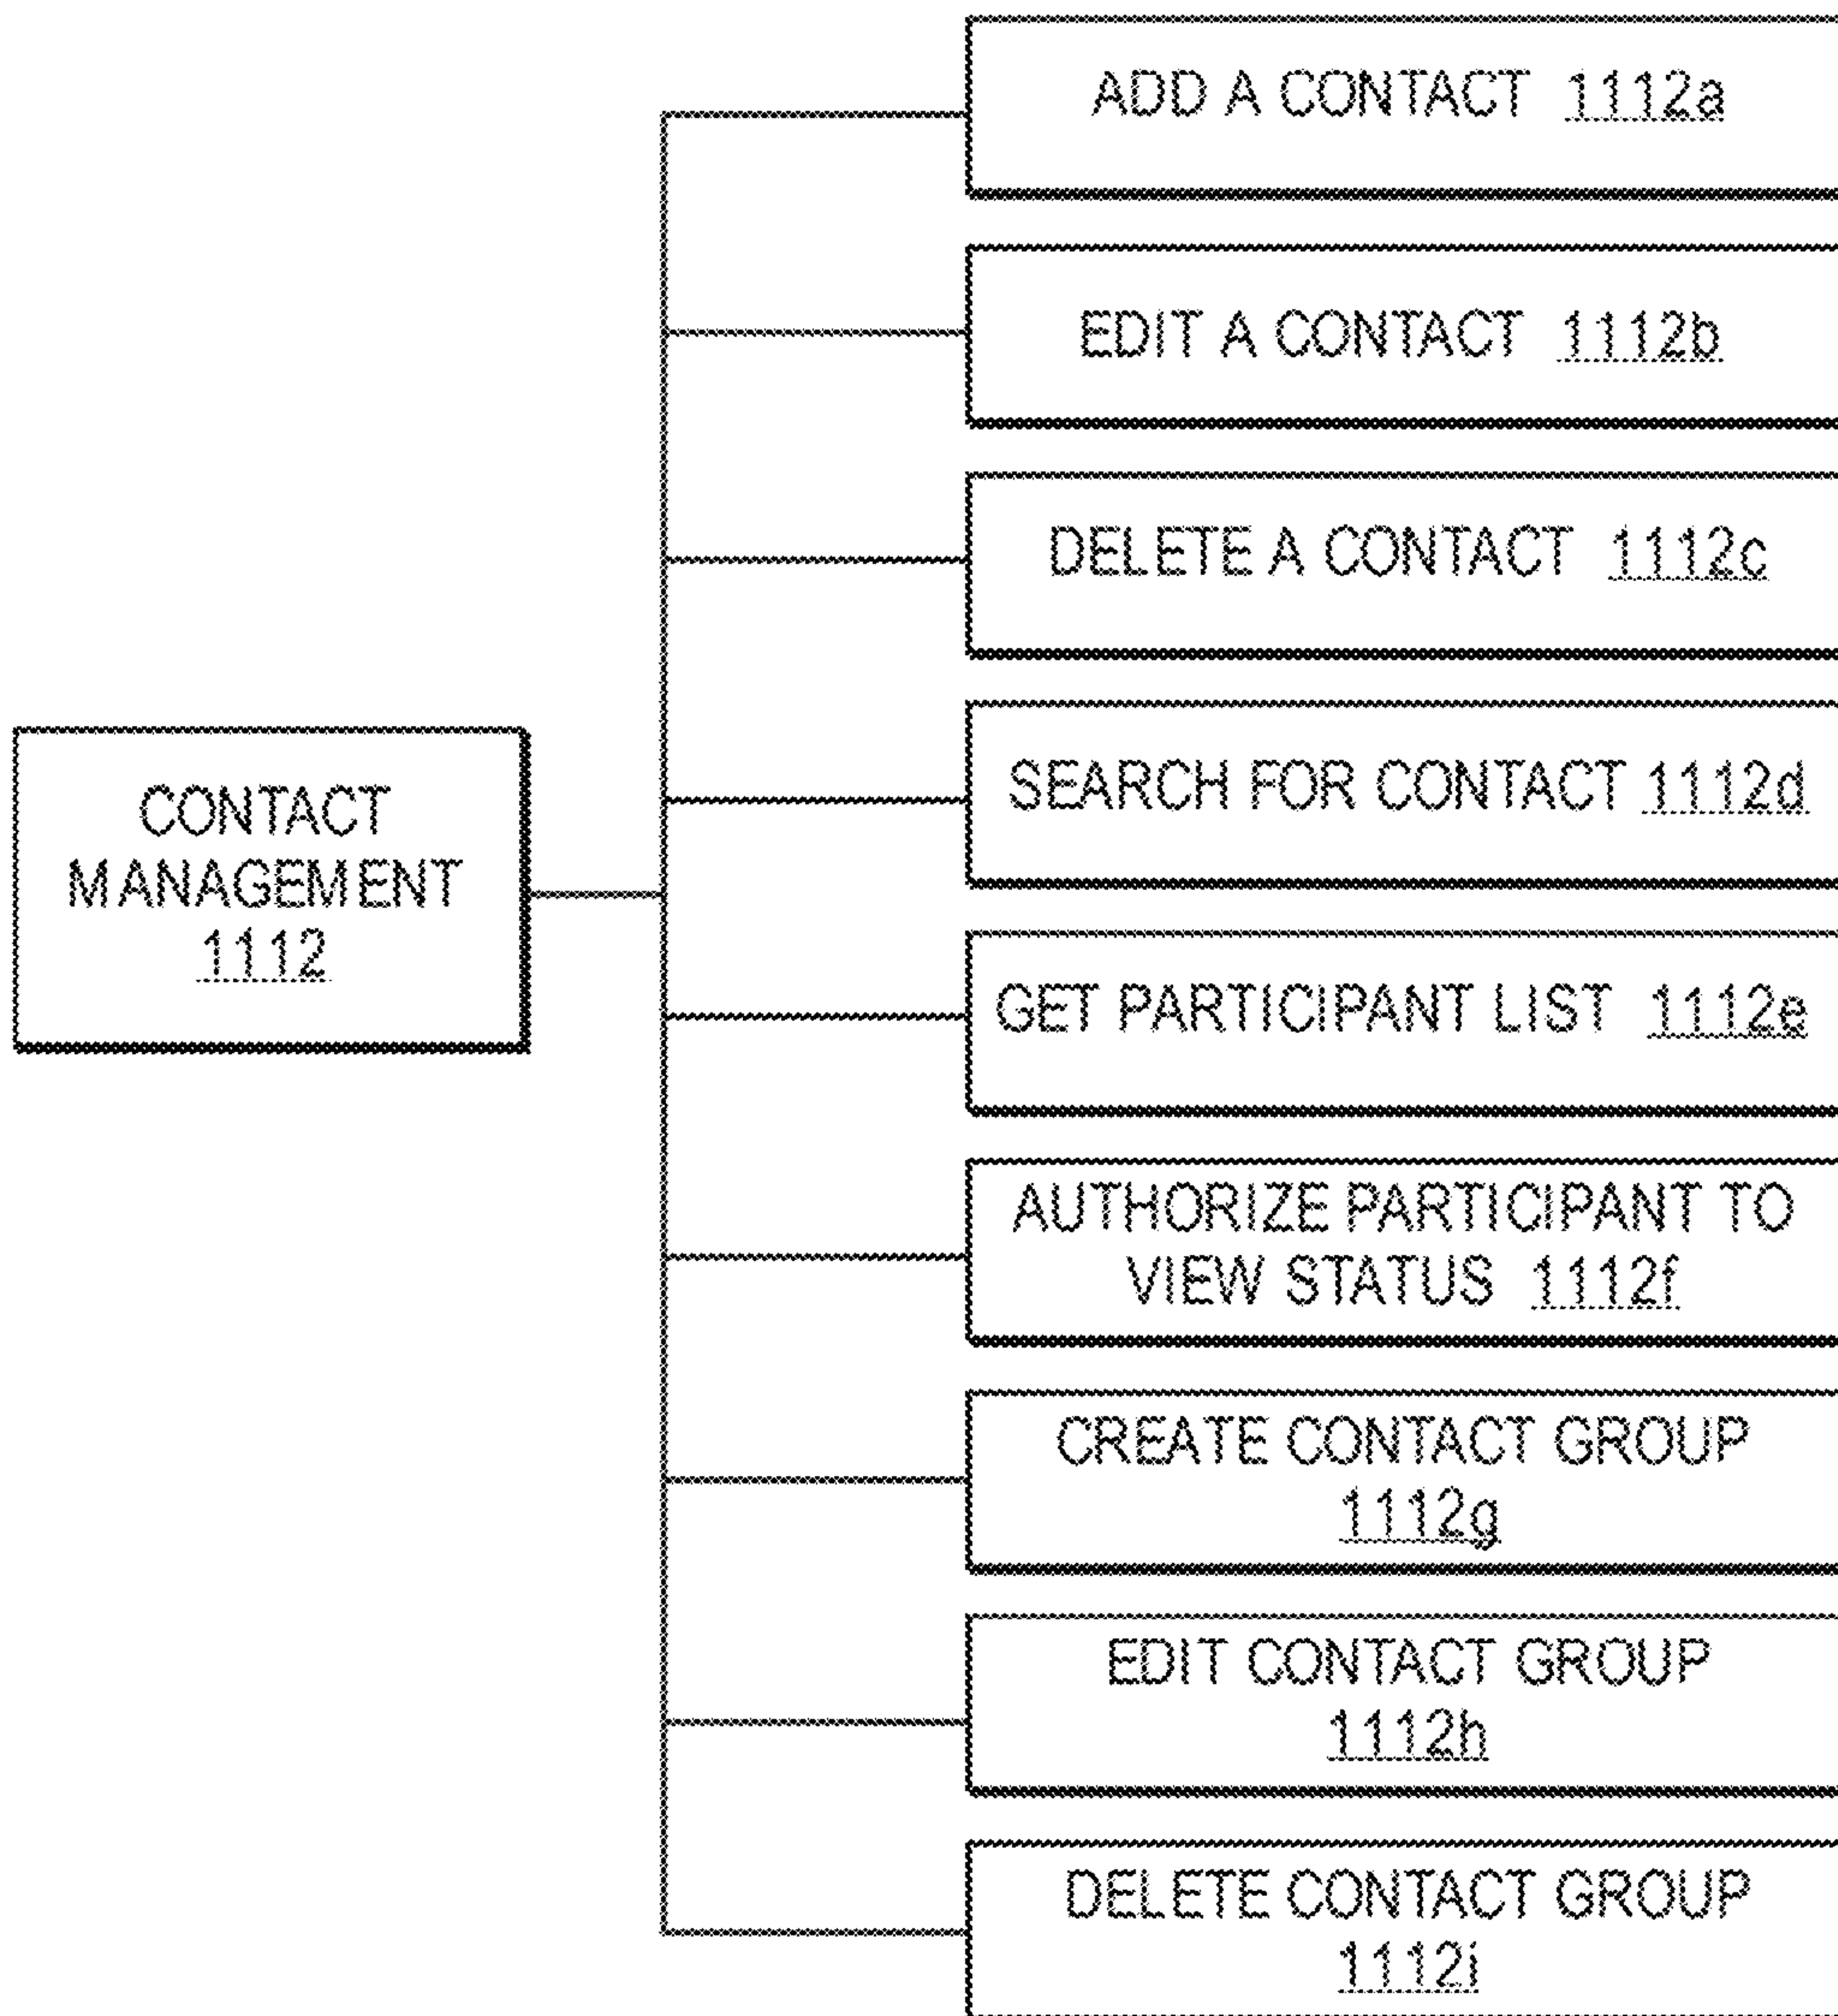 ADD A CONTACT 1112a
EDIT A CONTACT 1112b
DELETE A CONTACT 1112c
SEARCH FOR CONTACT 1112d
CONTACT
MANAGEMENT
1112
GET PARTICIPANT LIST 1112e
AUTHORIZE PARTICIPANT TO
VIEW STATUS 1112f
CREATE CONTACT GROUP
1112g
EDIT CONTACT GROUP
1112h
DELETE CONTACT GROUP
1112i